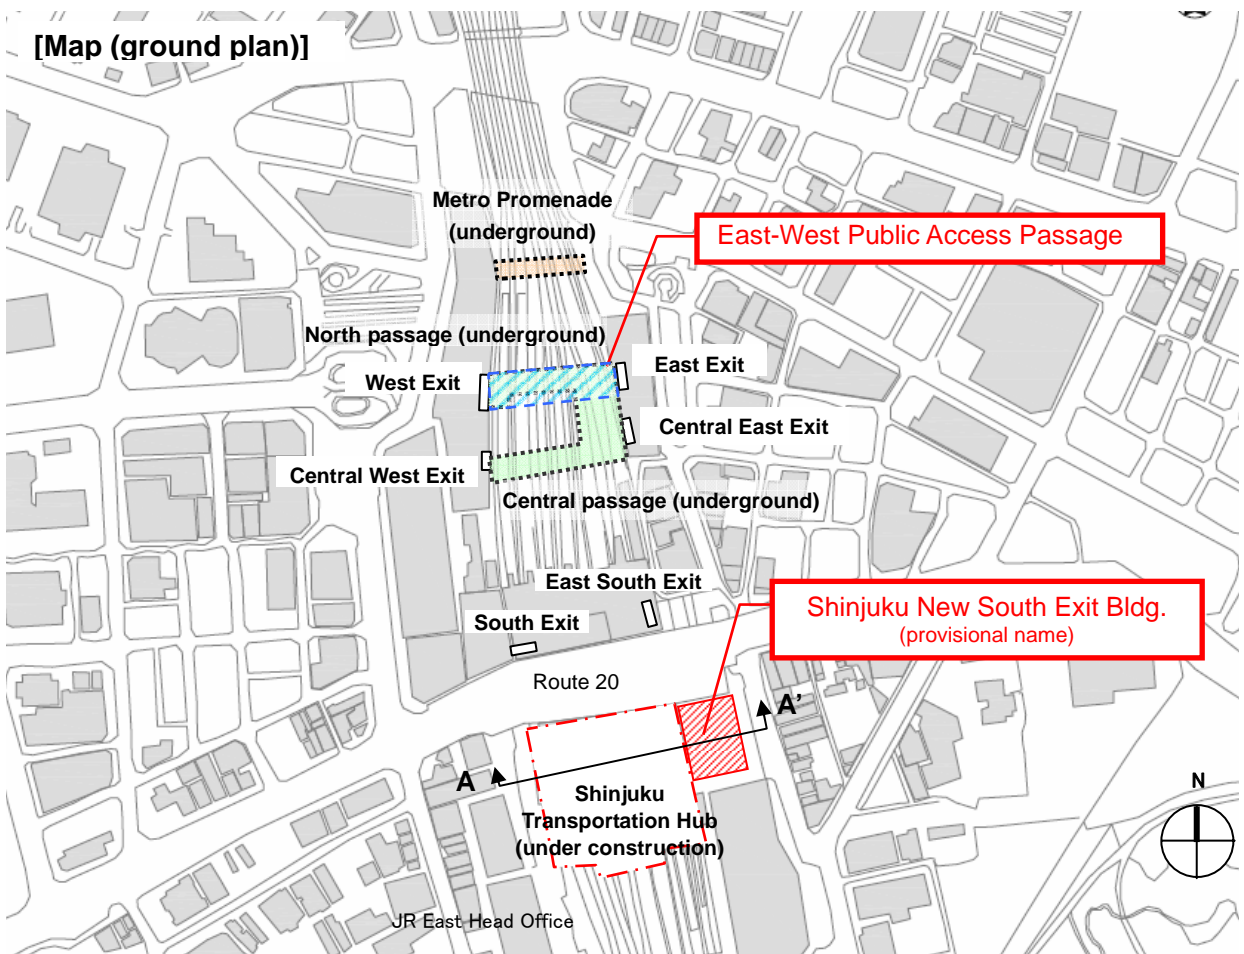 [Map (ground plan)]
Metro Promenade
(underground)
East-West Public Access Passage
North passage (underground)
East Exit
West Exit
Central East Exit
Central West Exit
Central passage (underground)
East South Exit
South Exit
Shinjuku New South Exit Bldg.
(provisional name)
Route 20
A'
A
Shinjuku
Transportation Hub
(under construction)
N
JR East Head Office